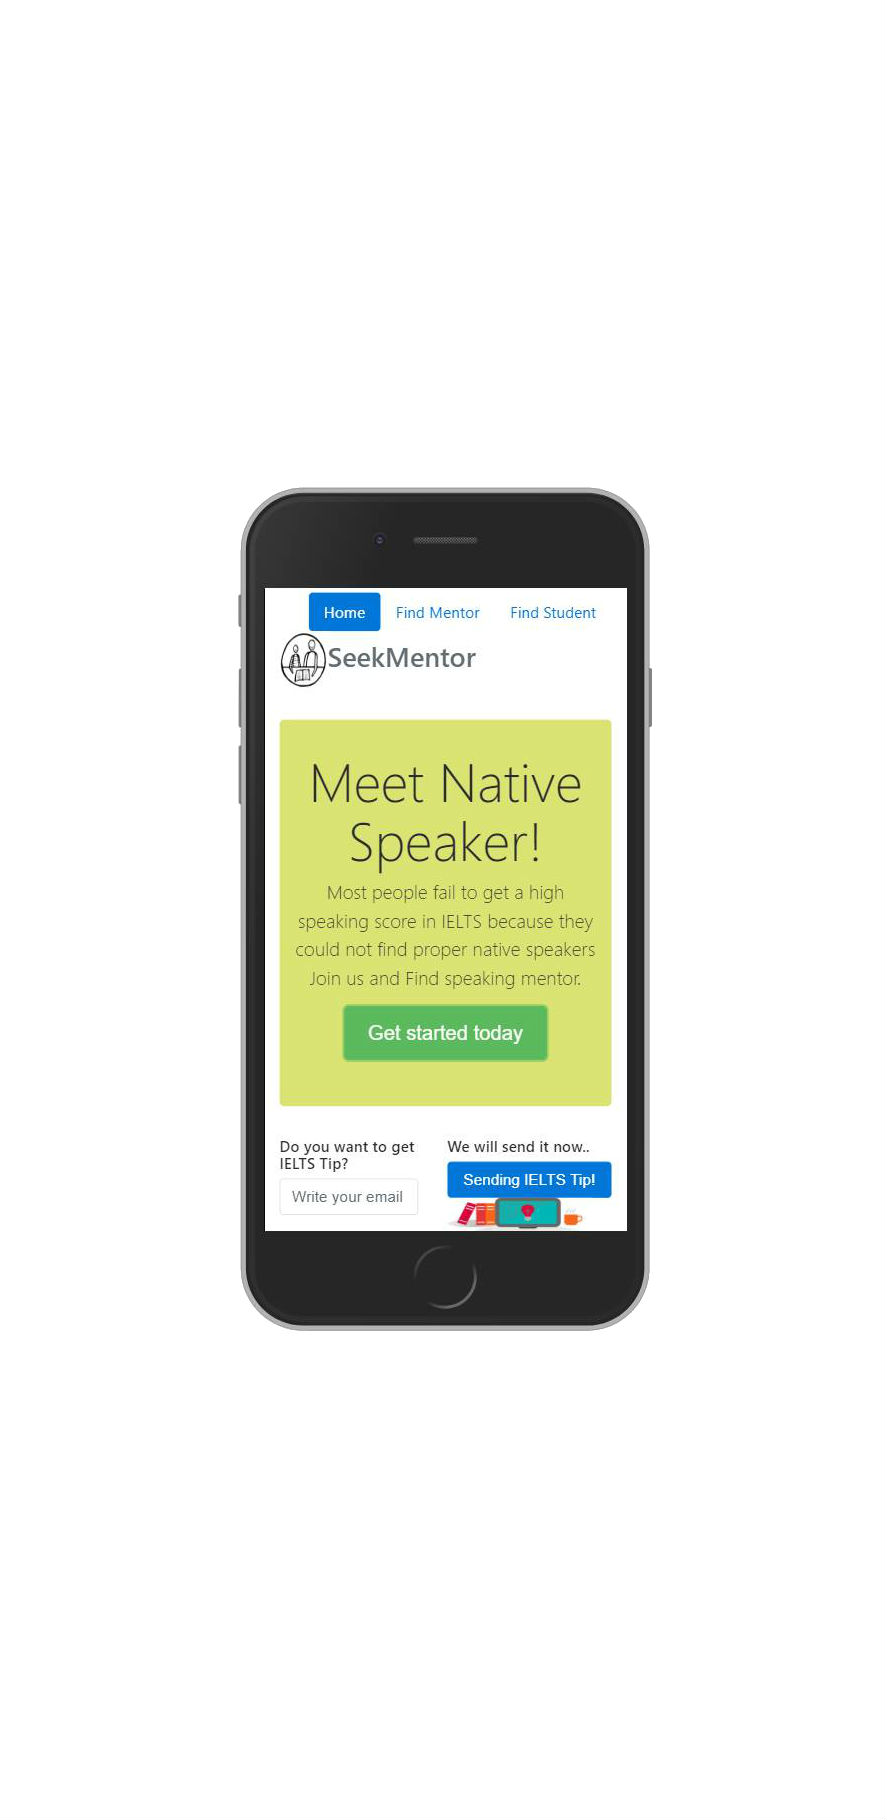 Home Find Mentor Find Student
SeekMentor
Meet Native
Speaker!
Most people fail to get a high
speaking score in IELTS because they
could not find proper native speakers
Join us and Find speaking mentor.
Get started today
Do you want to get
IELTS Tip?
Write your email
We will send it now..
Sending IELTS Tip!